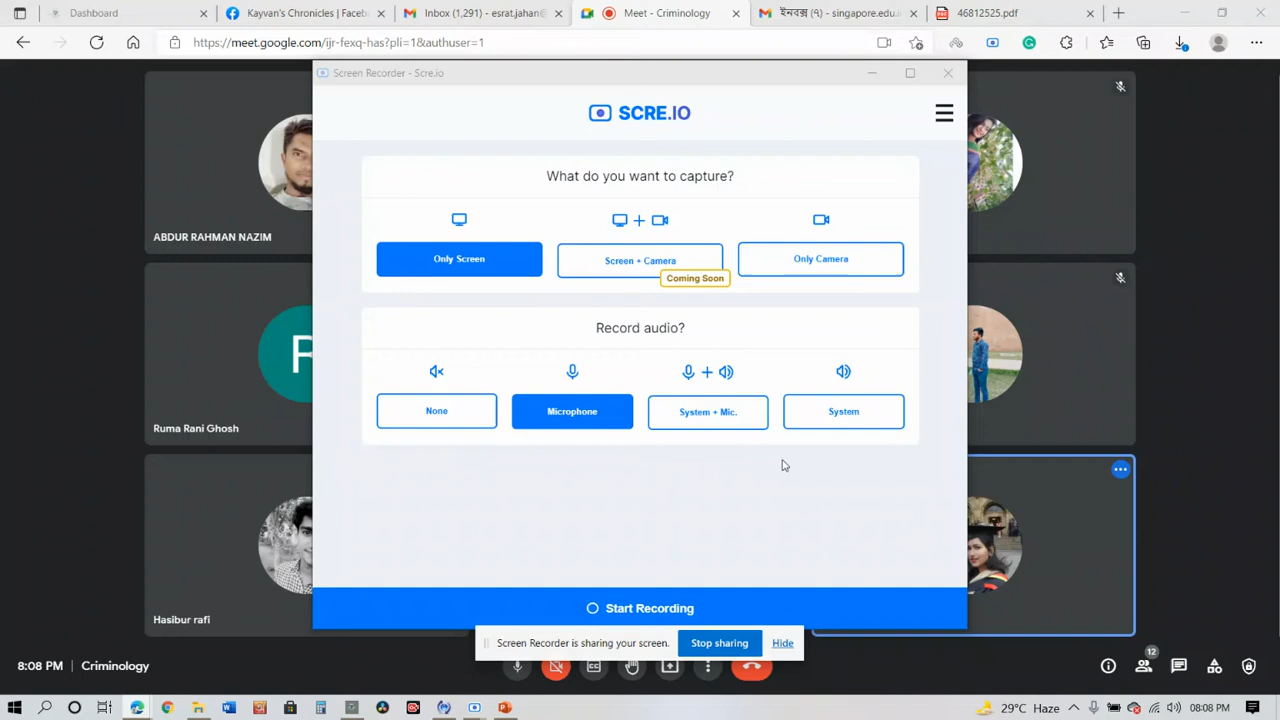 Dashboard
Kayvan's Chronicles | Faceb
Inbox (1,291) - esrat.jahan@
Meet - Criminology
ইনবক্স (৭) - singapore.edu.
46812525.pdf
https://meet.google.com/ijr-fexq-has?pli=1&authuser=1
Screen Recorder - Scre.io
SCRE.IO
What do you want to capture?
Only Screen
Screen + Camera
Only Camera
Coming Soon
Record audio?
None
Microphone
System + Mic.
System
ABDUR RAHMAN NAZIM
R
Ruma Rani Ghosh
Hasibur rafi
Start Recording
Screen Recorder is sharing your screen.
Stop sharing
Hide
8:08 PM
Criminology
12
29°C Haze
08:08 PM